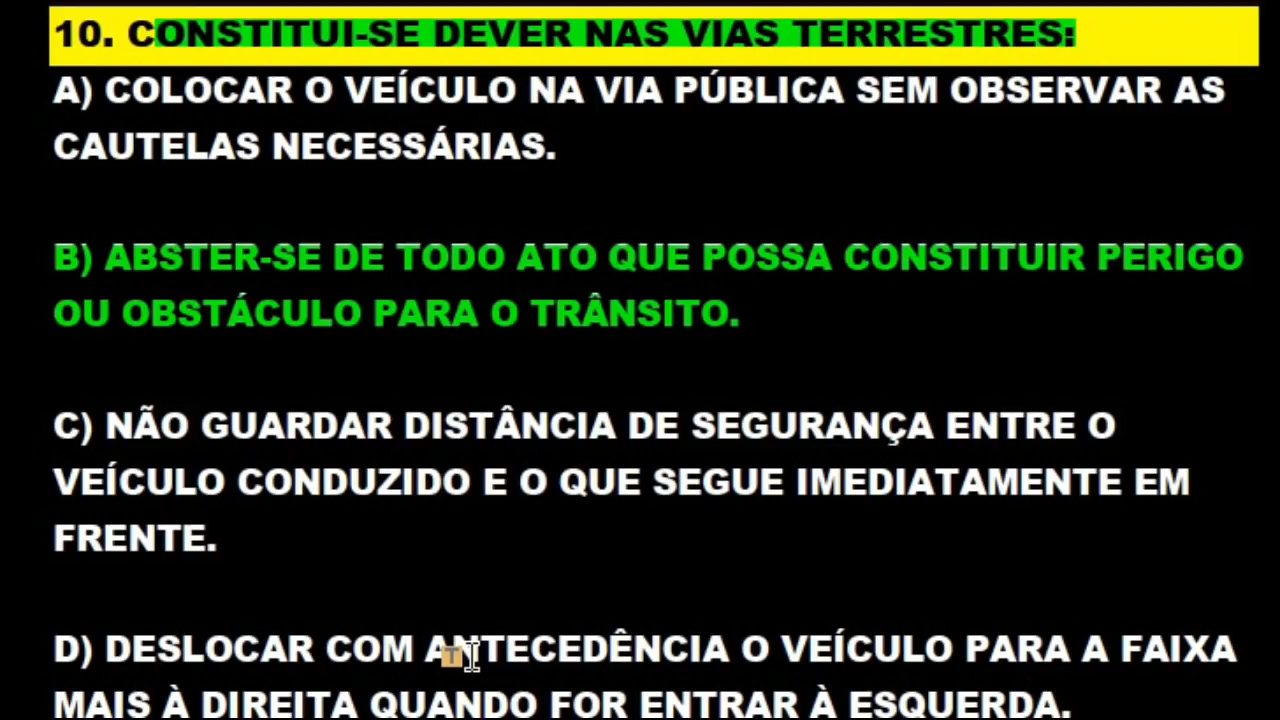 10. CONSTITUI-SE DEVER NAS VIAS TERRESTRES:
A) COLOCAR O VEÍCULO NA VIA PÚBLICA SEM OBSERVAR AS
CAUTELAS NECESSÁRIAS.
B) ABSTER-SE DE TODO ATO QUE POSSA CONSTITUIR PERIGO
OU OBSTÁCULO PARA O TRÂNSITO.
C) NÃO GUARDAR DISTÂNCIA DE SEGURANÇA ENTRE O
VEÍCULO CONDUZIDO E O QUE SEGUE IMEDIATAMENTE EM
FRENTE.
D) DESLOCAR COM ANTECEDÊNCIA O VEÍCULO PARA A FAIXA
MAIS À DIREITA QUANDO FOR ENTRAR À ESQUERDA.